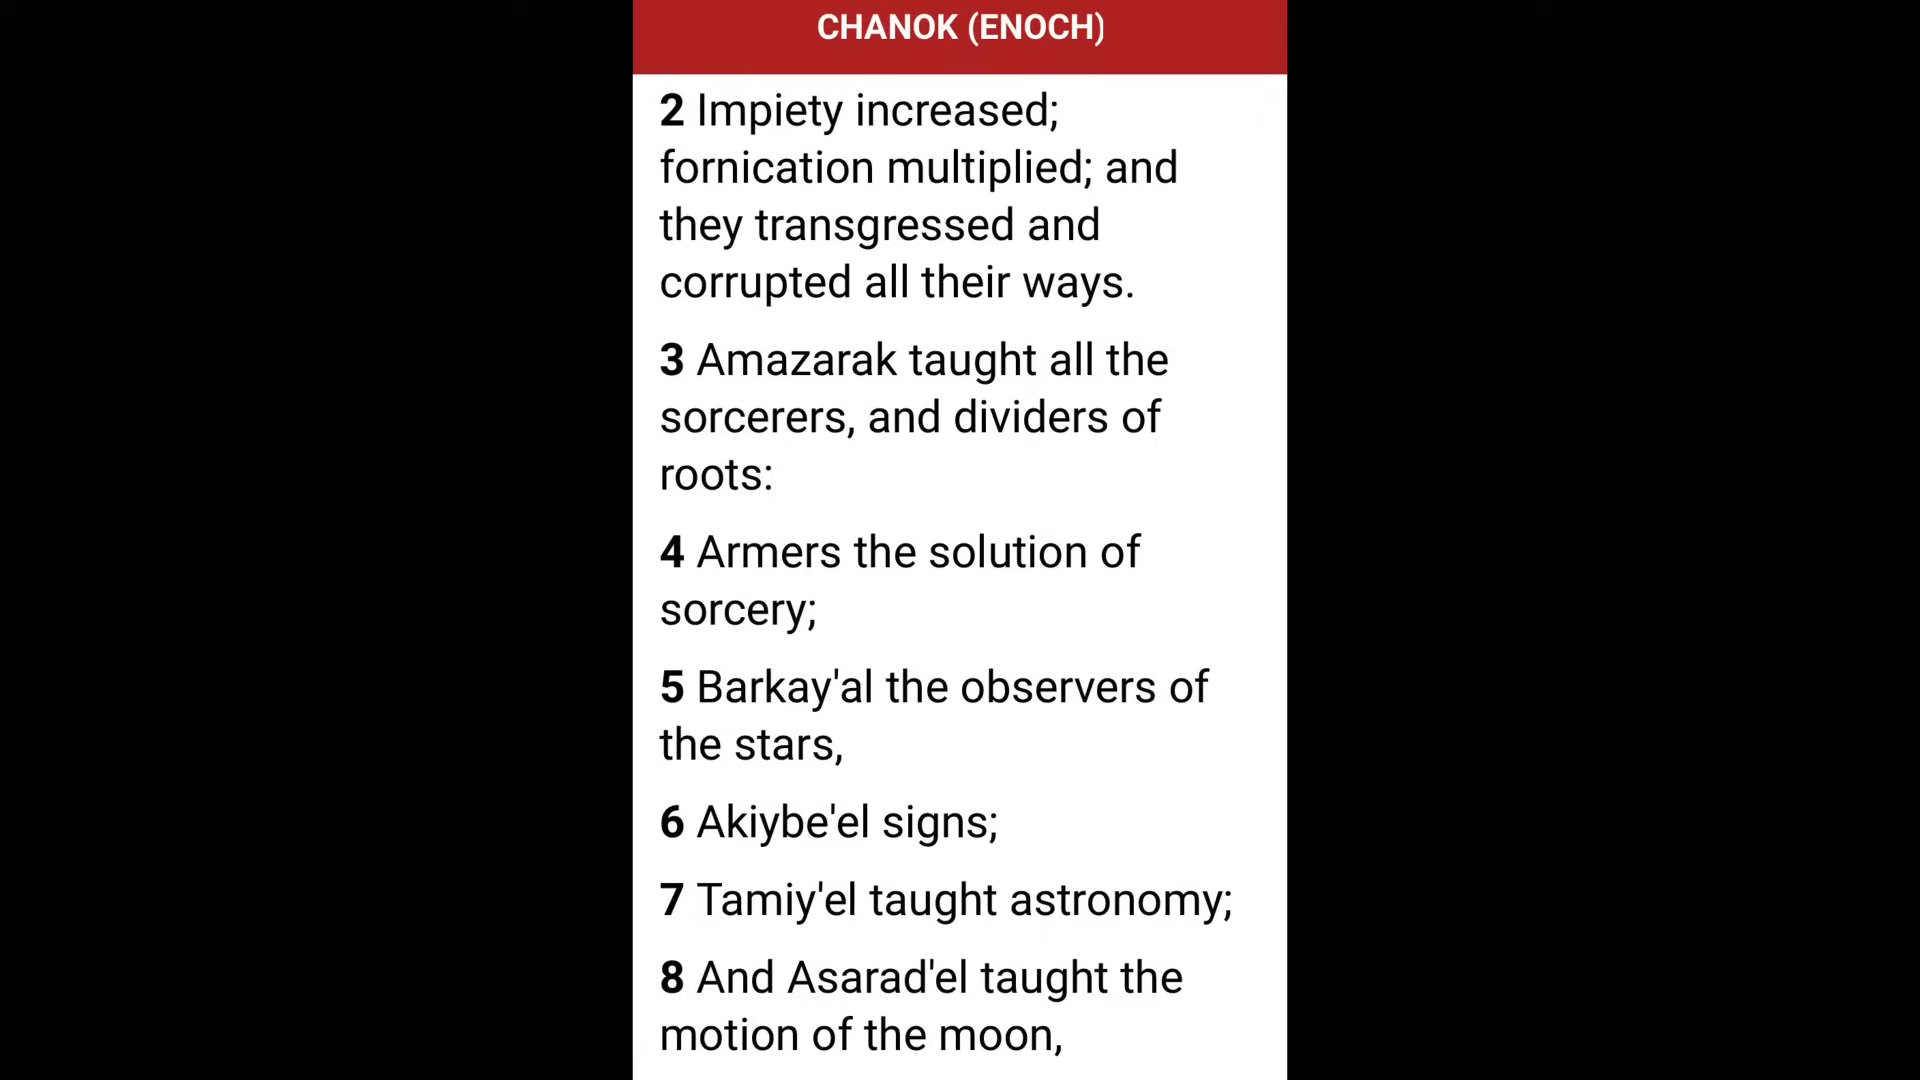 CHANOK (ENOCH)
2 Impiety increased;
fornication multiplied; and
they transgressed and
corrupted all their ways.
3 Amazarak taught all the
sorcerers, and dividers of
roots:
4 Armers the solution of
sorcery;
5 Barkay'al the observers of
the stars,
6 Akiybe'el signs;
7 Tamiy'el taught astronomy;
8 And Asarad'el taught the
motion of the moon,